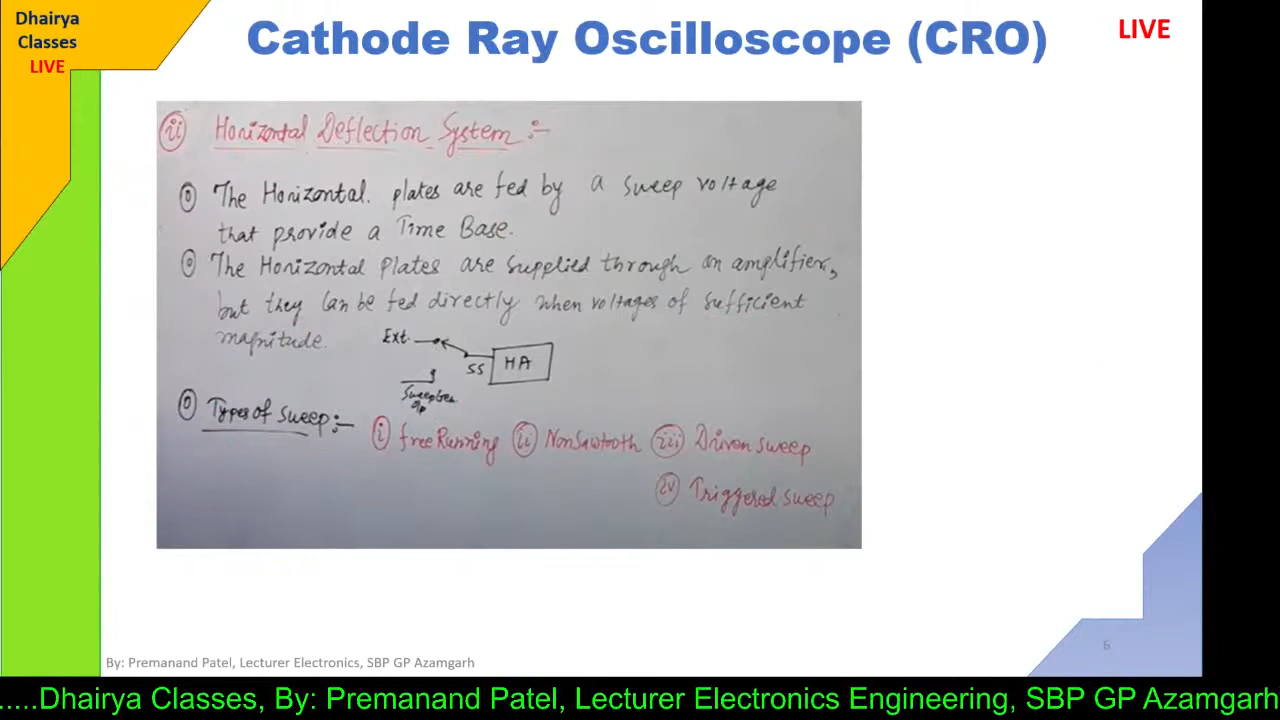 Dhairya
Classes
LIVE
Cathode Ray Oscilloscope (CRO)
LIVE
ii Horizontal Deflection System :-
The Horizontal. plates are fed by a sweep voltage
that provide a Time Base.
The Horizontal Plates are supplied through an amplifier,
but they can be fed directly when voltages of sufficient
magnitude.
Ext.
SS
HA
SweepGen.
O/p
Types of sweep:-
i free Running ii NonSawtooth iii Driven sweep
iv Triggered sweep
6
By: Premanand Patel, Lecturer Electronics, SBP GP Azamgarh
.....Dhairya Classes, By: Premanand Patel, Lecturer Electronics Engineering, SBP GP Azamgarh